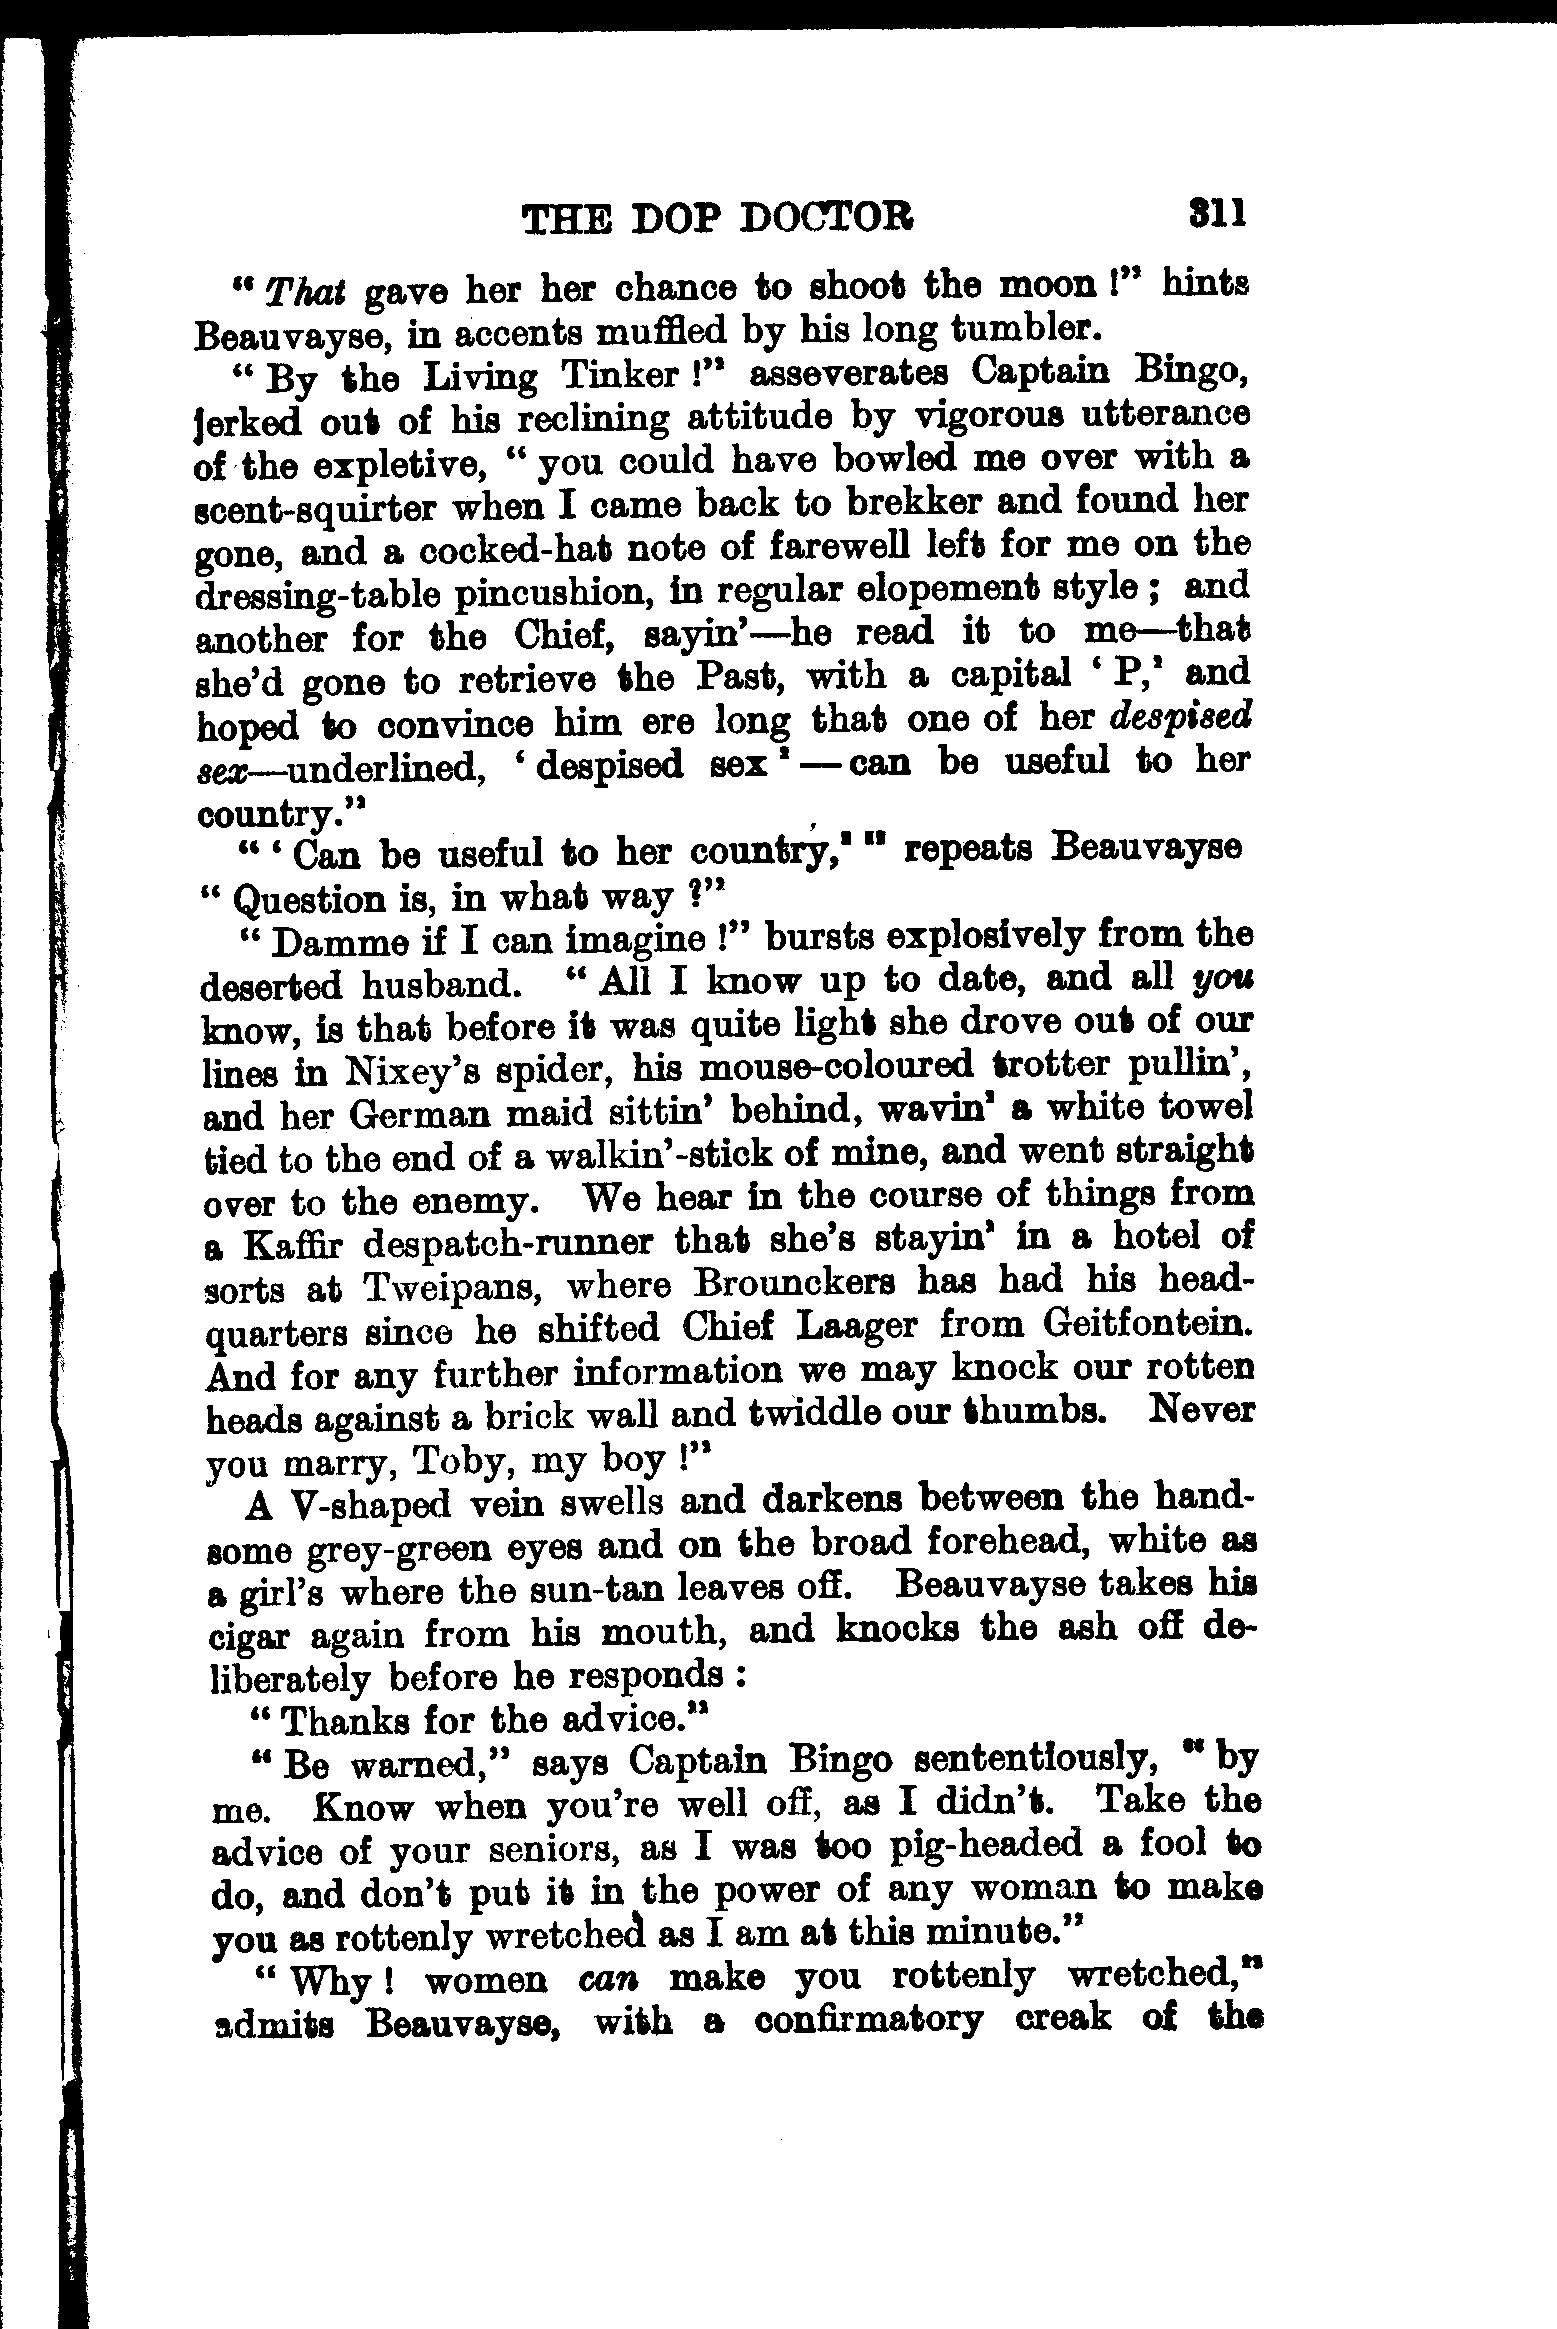 THE DOP DOCTOR 311
“ That gave her her chance to shoot the moon !” hints
Beauvayse, in accents muffled by his long tumbler.
“ By the Living Tinker !” asseverates Captain Bingo,
jerked out of his reclining attitude by vigorous utterance
of the expletive, “ you could have bowled me over with a
scent-squirter when I came back to brekker and found her
gone, and a cocked-hat note of farewell left for me on the
dressing-table pincushion, in regular elopement style ; and
another for the Chief, sayin’—he read it to me—that
she’d gone to retrieve the Past, with a capital ‘ P,’ and
hoped to convince him ere long that one of her despised
sex—underlined, ‘ despised sex ’ — can be useful to her
country.”
“ ‘ Can be useful to her country,’ ” repeats Beauvayse
“ Question is, in what way ?”
“ Damme if I can imagine !” bursts explosively from the
deserted husband. “ All I know up to date, and all you
know, is that before it was quite light she drove out of our
lines in Nixey’s spider, his mouse-coloured trotter pullin’,
and her German maid sittin’ behind, wavin’ a white towel
tied to the end of a walkin’-stick of mine, and went straight
over to the enemy. We hear in the course of things from
a Kaffir despatch-runner that she’s stayin’ in a hotel of
sorts at Tweipans, where Brounckers has had his head-
quarters since he shifted Chief Laager from Geitfontein.
And for any further information we may knock our rotten
heads against a brick wall and twiddle our thumbs. Never
you marry, Toby, my boy !”
A V-shaped vein swells and darkens between the hand-
some grey-green eyes and on the broad forehead, white as
a girl’s where the sun-tan leaves off. Beauvayse takes his
cigar again from his mouth, and knocks the ash off de-
liberately before he responds :
“ Thanks for the advice.”
“ Be warned,” says Captain Bingo sententiously, “ by
me. Know when you’re well off, as I didn’t. Take the
advice of your seniors, as I was too pig-headed a fool to
do, and don’t put it in the power of any woman to make
you as rottenly wretched as I am at this minute.”
“ Why ! women can make you rottenly wretched,”
admits Beauvayse, with a confirmatory creak of the